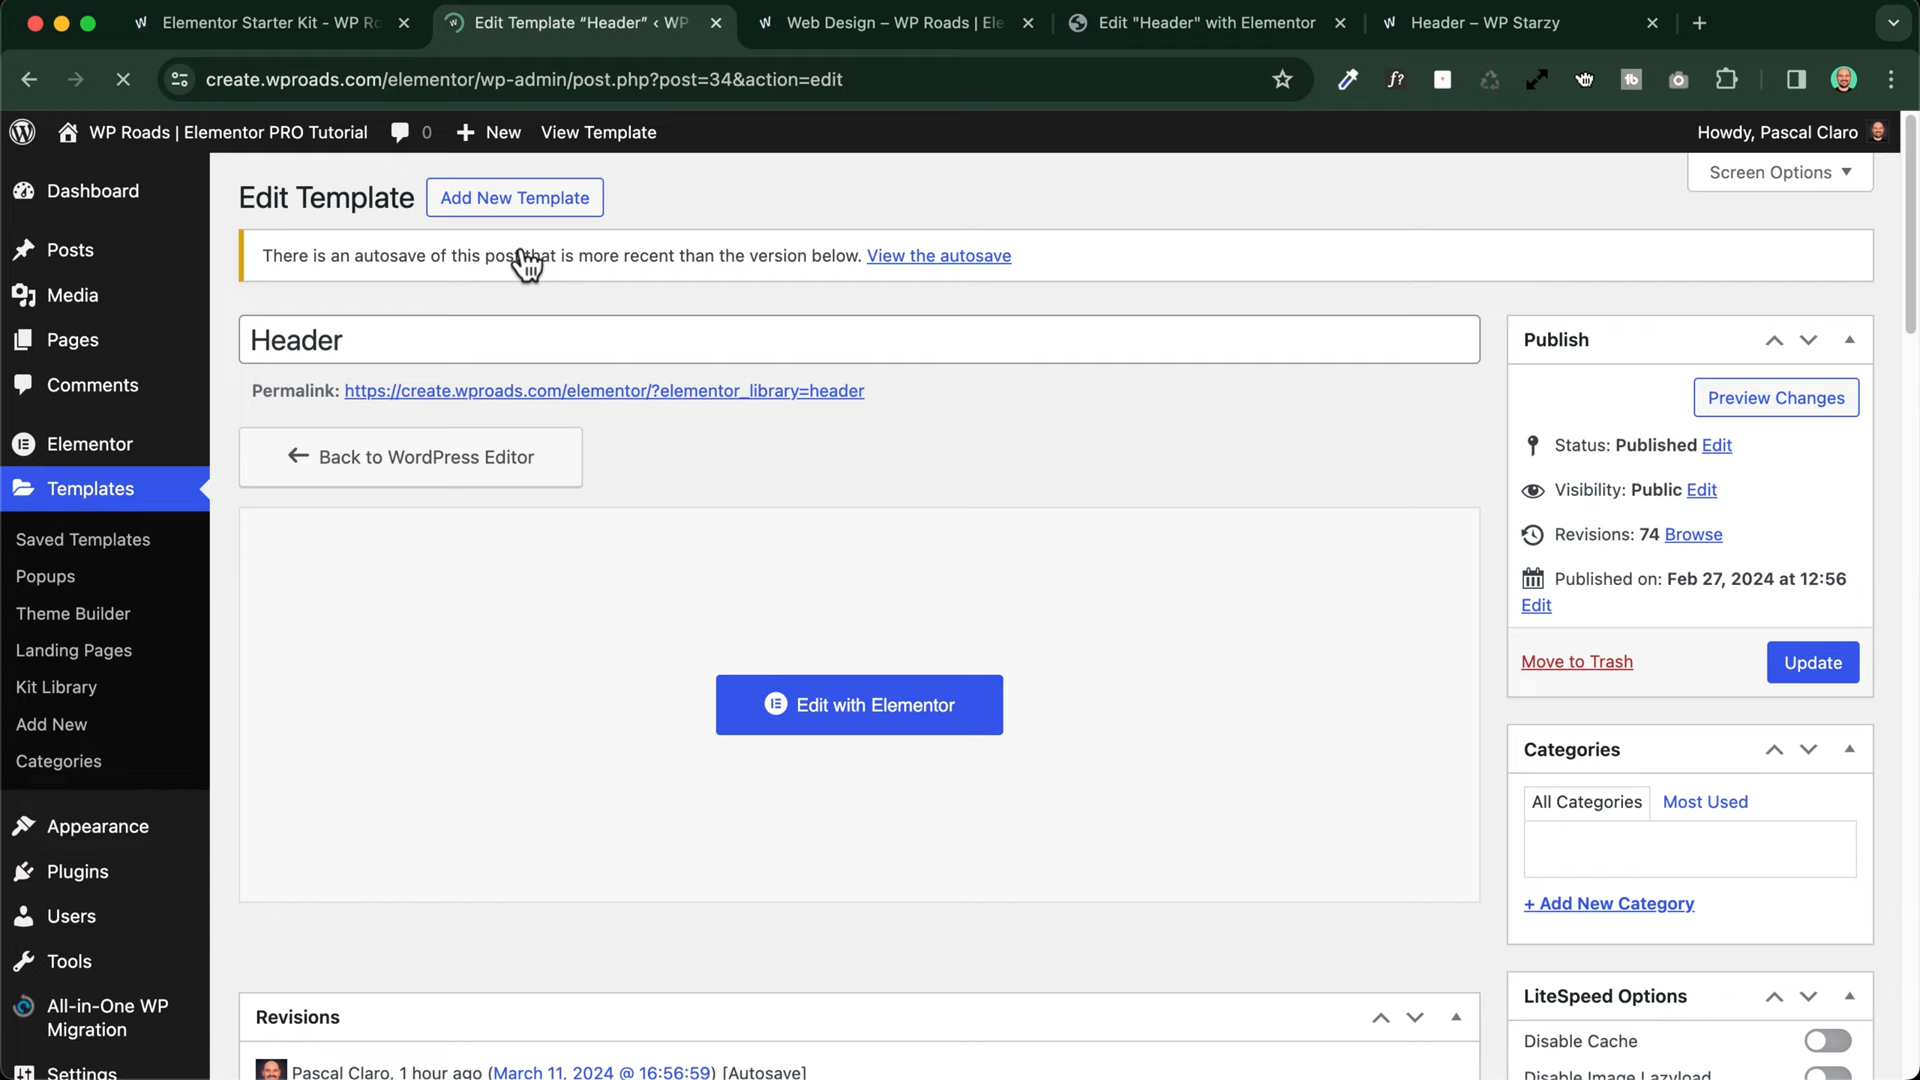 Elementor Starter Kit - WP Ro
Edit Template “Header” ‹ WP
Web Design – WP Roads | Ele
Edit "Header" with Elementor
Header – WP Starzy
create.wproads.com/elementor/wp-admin/post.php?post=34&action=edit
WP Roads | Elementor PRO Tutorial
0
New
View Template
Howdy, Pascal Claro
Dashboard
Posts
Media
Pages
Comments
Elementor
Templates
Saved Templates
Popups
Theme Builder
Landing Pages
Kit Library
Add New
Categories
Appearance
Plugins
Users
Tools
All-in-One WP
Migration
Settings
Screen Options
Edit Template
Add New Template
There is an autosave of this post that is more recent than the version below. View the autosave
Header
Permalink: https://create.wproads.com/elementor/?elementor_library=header
Back to WordPress Editor
Edit with Elementor
Revisions
Pascal Claro, 1 hour ago (March 11, 2024 @ 16:56:59) [Autosave]
Publish
Preview Changes
Status: Published Edit
Visibility: Public Edit
Revisions: 74 Browse
Published on: Feb 27, 2024 at 12:56
Edit
Move to Trash
Update
Categories
All Categories
Most Used
+ Add New Category
LiteSpeed Options
Disable Cache
Disable Image Lazyload